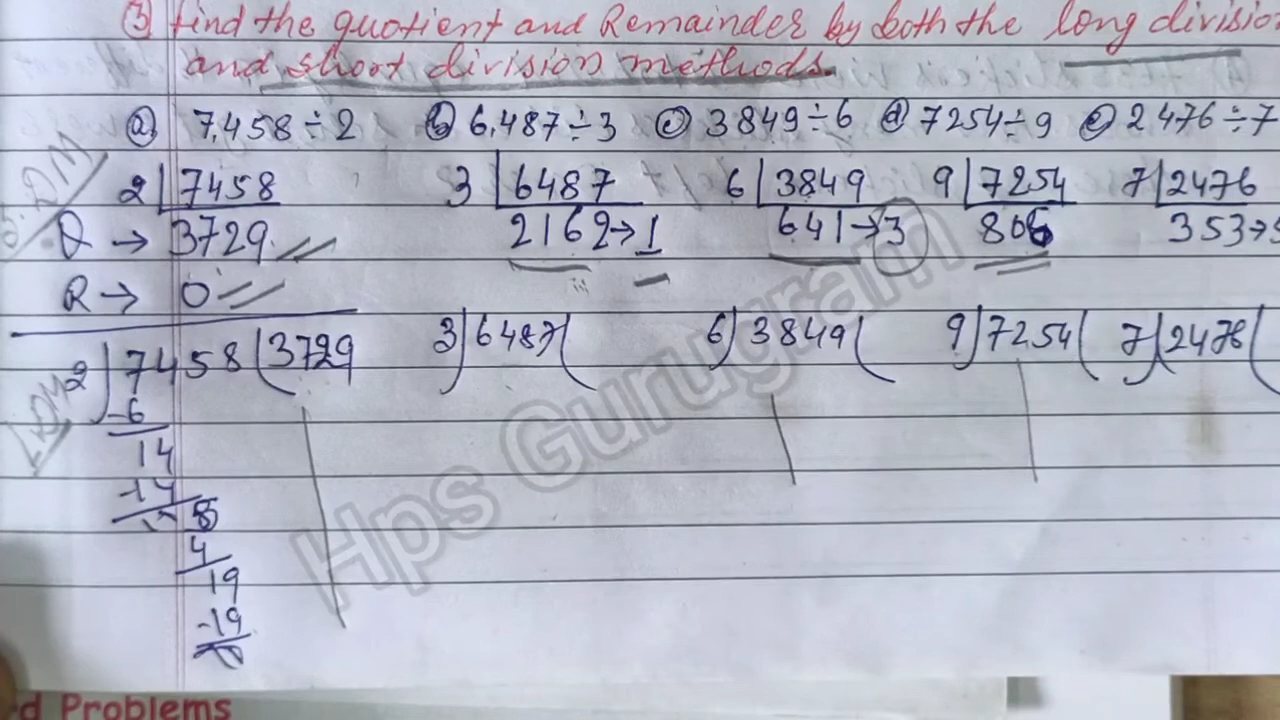 ③ find the quotient and Remainder by both the long division
and short division methods.
ⓐ 7,458÷2 ⓑ 6,487÷3 ⓒ 3849÷6 ⓓ 7254÷9 ⓔ 2476÷7
S.DM
2 7458 3 6487 6 3849 9 7254 7 2476
Q → 3729 2162→1 641→3 806 353→5
R → 0
LDM
2)7458(3729 3)6487( 6)3849( 9)7254( 7)2476(
-6
14
-14
8
4
19
-19
Hps Gurugram
d Problems